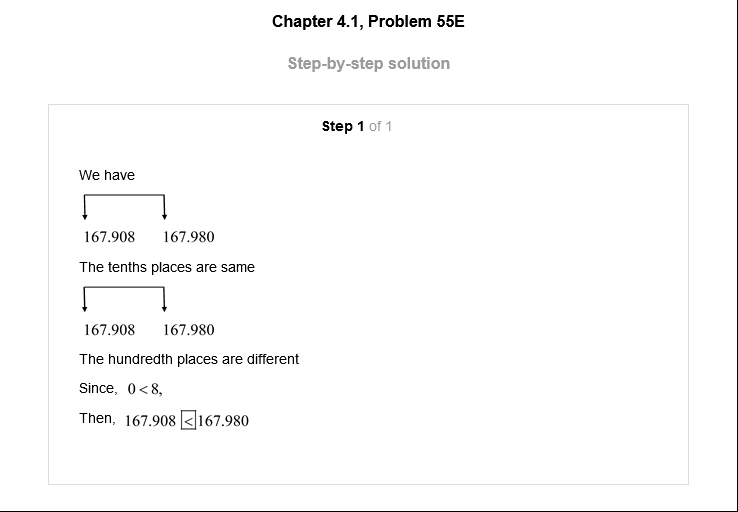 Chapter 4.1, Problem 55E
Step-by-step solution
Step 1 of 1
We have
167.908 167.980
The tenths places are same
167.908 167.980
The hundredth places are different
Since, 0 < 8,
Then, 167.908 < 167.980